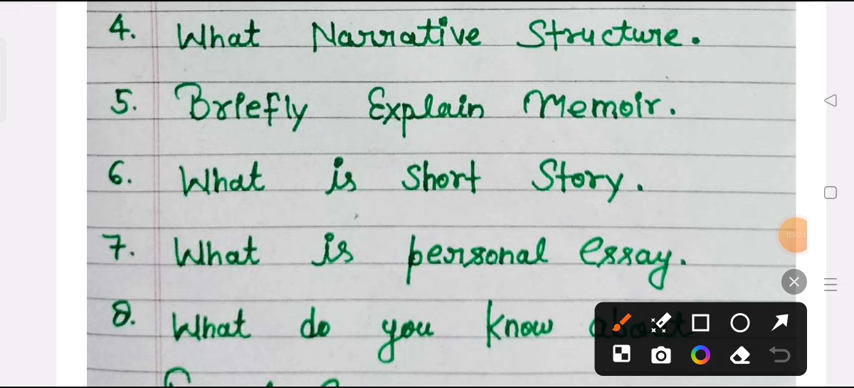 4. What Narrative Structure.
5. Briefly Explain Memoir.
6. What is Short Story.
7. What is personal essay.
8. What do you know about